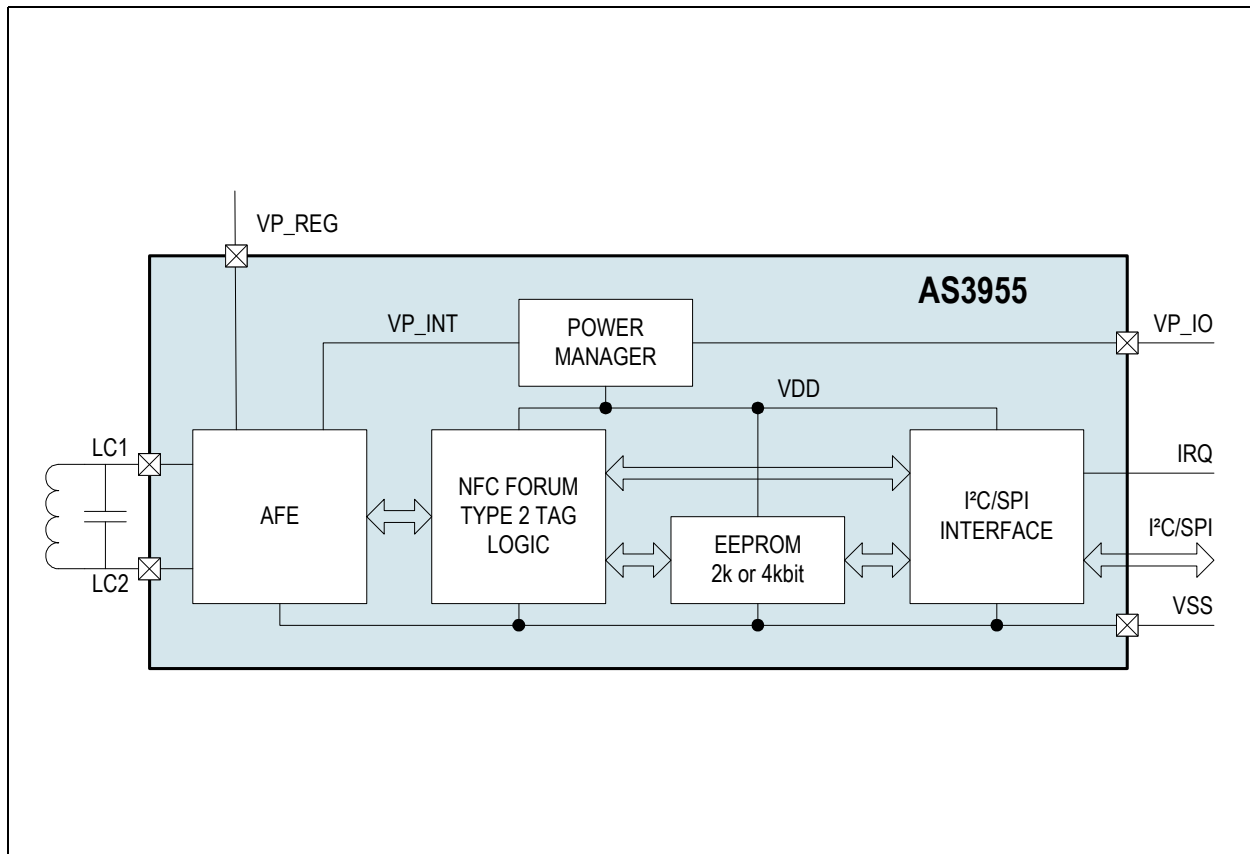 VP_REG
AS3955
VP_INT
POWER
MANAGER
VP_IO
VDD
LC1
IRQ
AFE
NFC FORUM
TYPE 2 TAG
LOGIC
I²C/SPI
INTERFACE
I²C/SPI
EEPROM
2k or 4kbit
LC2
VSS